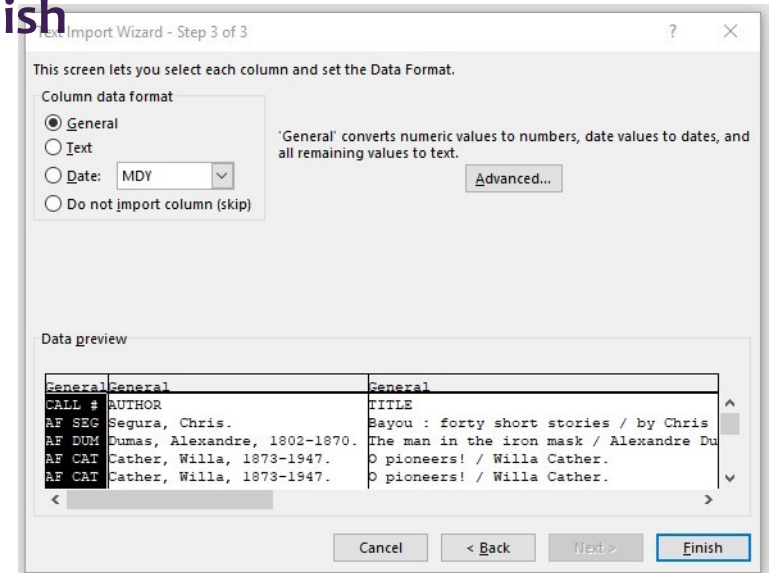 ish
Text Import Wizard - Step 3 of 3
?
This screen lets you select each column and set the Data Format.
Column data format
General
Text
Date: MDY
Do not import column (skip)
'General' converts numeric values to numbers, date values to dates, and
all remaining values to text.
Advanced...
Data preview
General General General
CALL # AUTHOR TITLE
AF SEG Segura, Chris. Bayou : forty short stories / by Chris
AF DUM Dumas, Alexandre, 1802-1870. The man in the iron mask / Alexandre Du
AF CAT Cather, Willa, 1873-1947. O pioneers! / Willa Cather.
AF CAT Cather, Willa, 1873-1947. O pioneers! / Willa Cather.
Cancel < Back Next > Finish